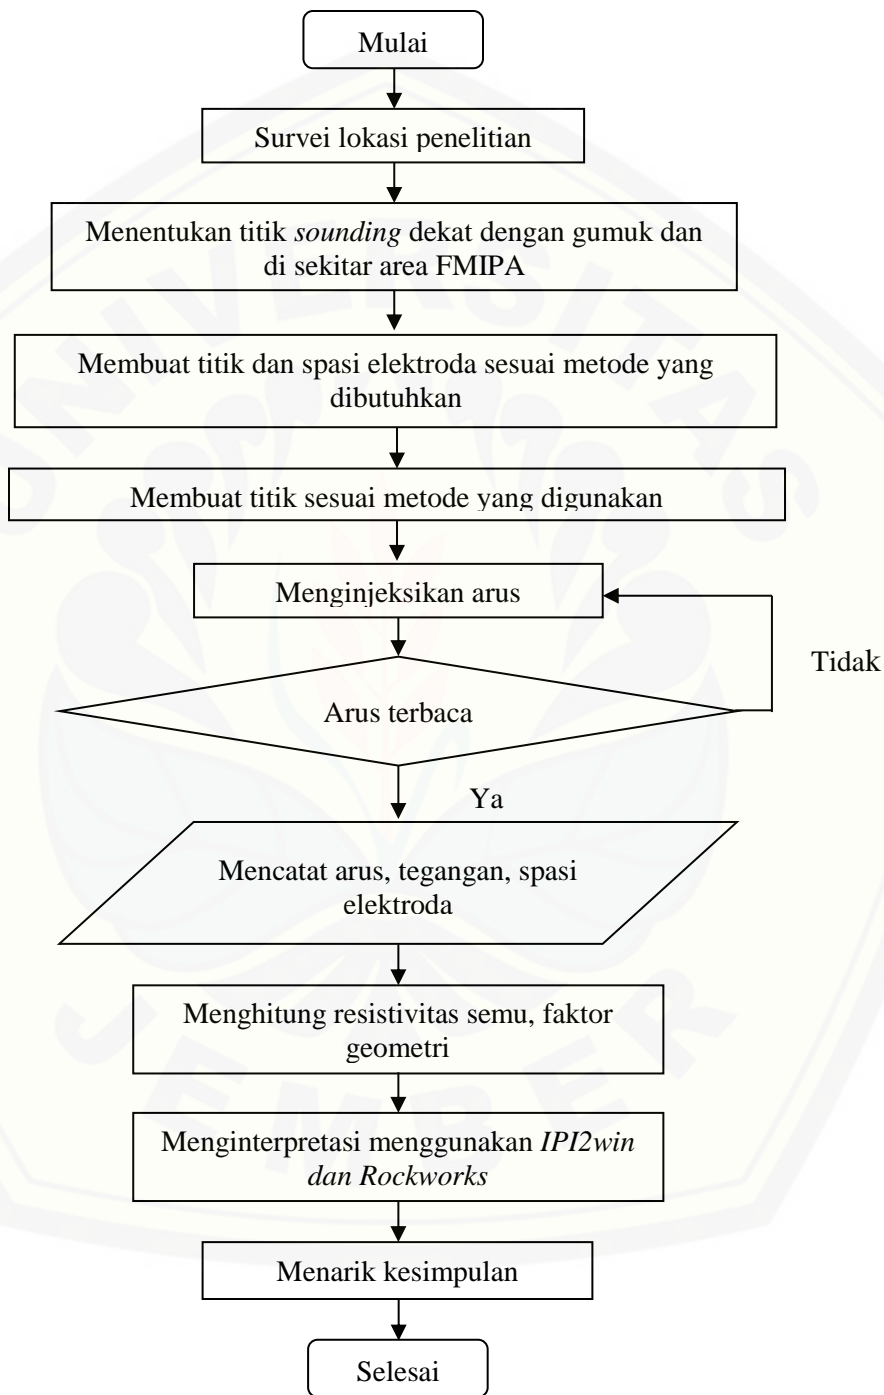 Mulai
Survei lokasi penelitian
Menentukan titik sounding dekat dengan gumuk dan
di sekitar area FMIPA
Membuat titik dan spasi elektroda sesuai metode yang
dibutuhkan
Membuat titik sesuai metode yang digunakan
Menginjeksikan arus
Tidak
Arus terbaca
Ya
Mencatat arus, tegangan, spasi
elektroda
Menghitung resistivitas semu, faktor
geometri
Menginterpretasi menggunakan IPI2win
dan Rockworks
Menarik kesimpulan
Selesai
UNIVERSITAS
JEMBER